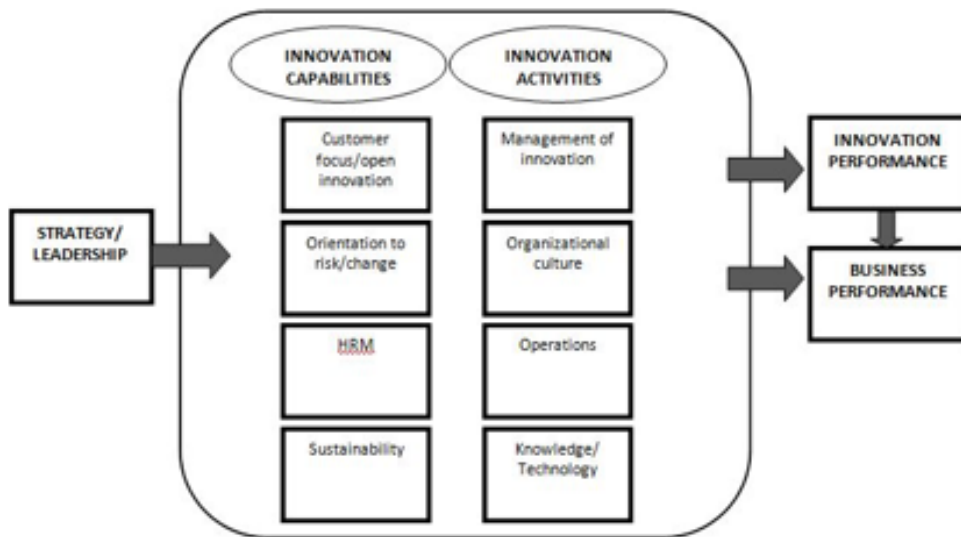 INNOVATION
CAPABILITIES
INNOVATION
ACTIVITIES
Customer
focus/open
innovation
Management of
innovation
INNOVATION
PERFORMANCE
STRATEGY/
LEADERSHIP
Orientation to
risk/change
Organizational
culture
BUSINESS
PERFORMANCE
HRM
Operations
Sustainability
Knowledge/
Technology